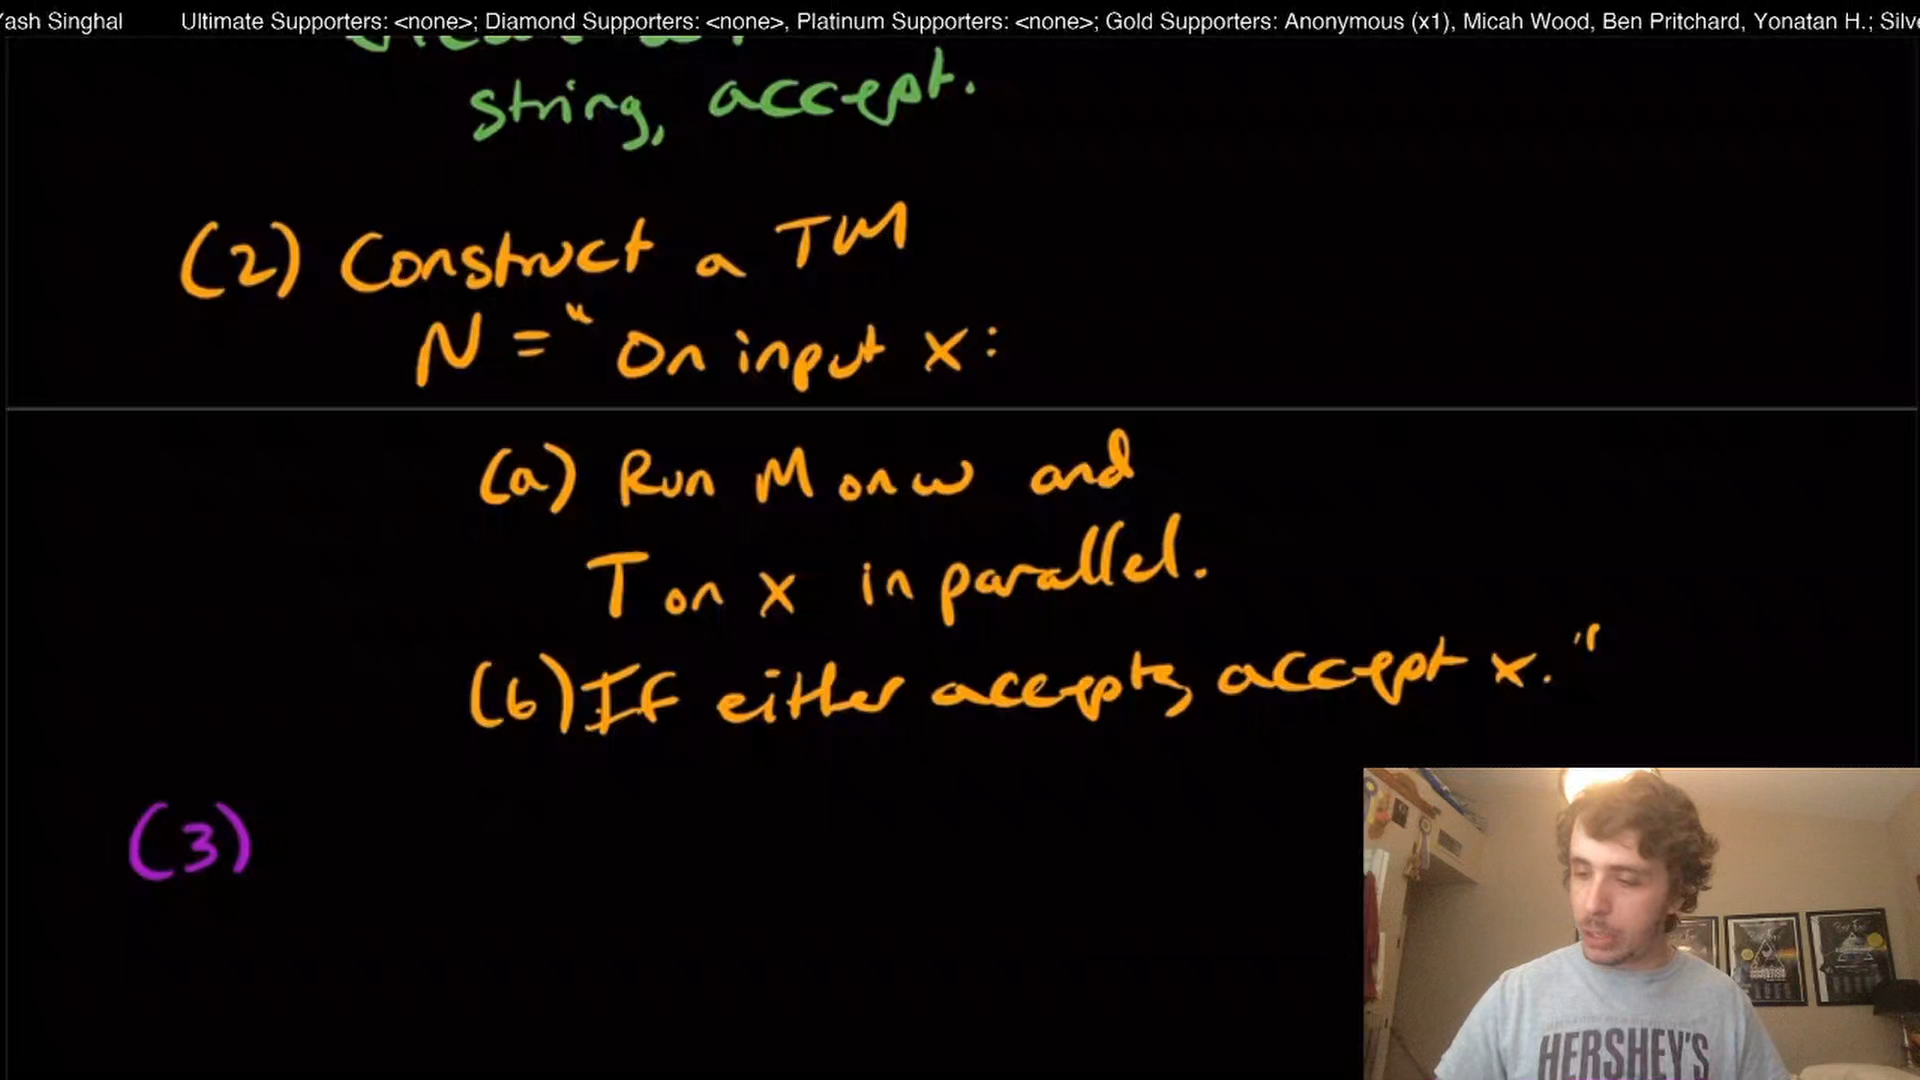 Yash Singhal Ultimate Supporters: <none>; Diamond Supporters: <none>, Platinum Supporters: <none>; Gold Supporters: Anonymous (x1), Micah Wood, Ben Pritchard, Yonatan H.; Silve
string, accept.
(2) Construct a TM
N = " On input x:
(a) Run M on w and
T on x in parallel.
(b) If either accepts, accept x. "
(3)
HERSHEY'S